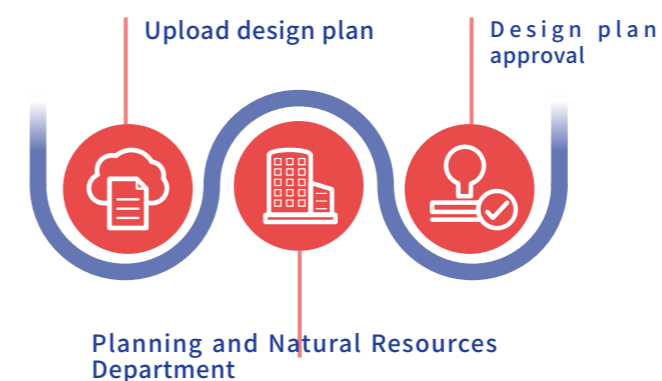 Upload design plan
Design plan
approval
Planning and Natural Resources
Department